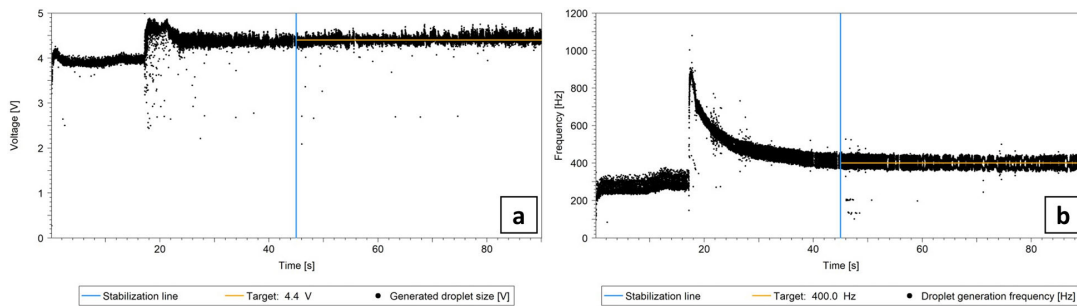 5
4
3
2
1
0
Voltage [V]
0
20
40
60
80
Time [s]
a
Stabilization line
Target: 4.4 V
Generated droplet size [V]
1200
1000
800
600
400
200
0
Frequency [Hz]
20
40
60
80
Time [s]
b
Stabilization line
Target: 400.0 Hz
Droplet generation frequency [Hz]